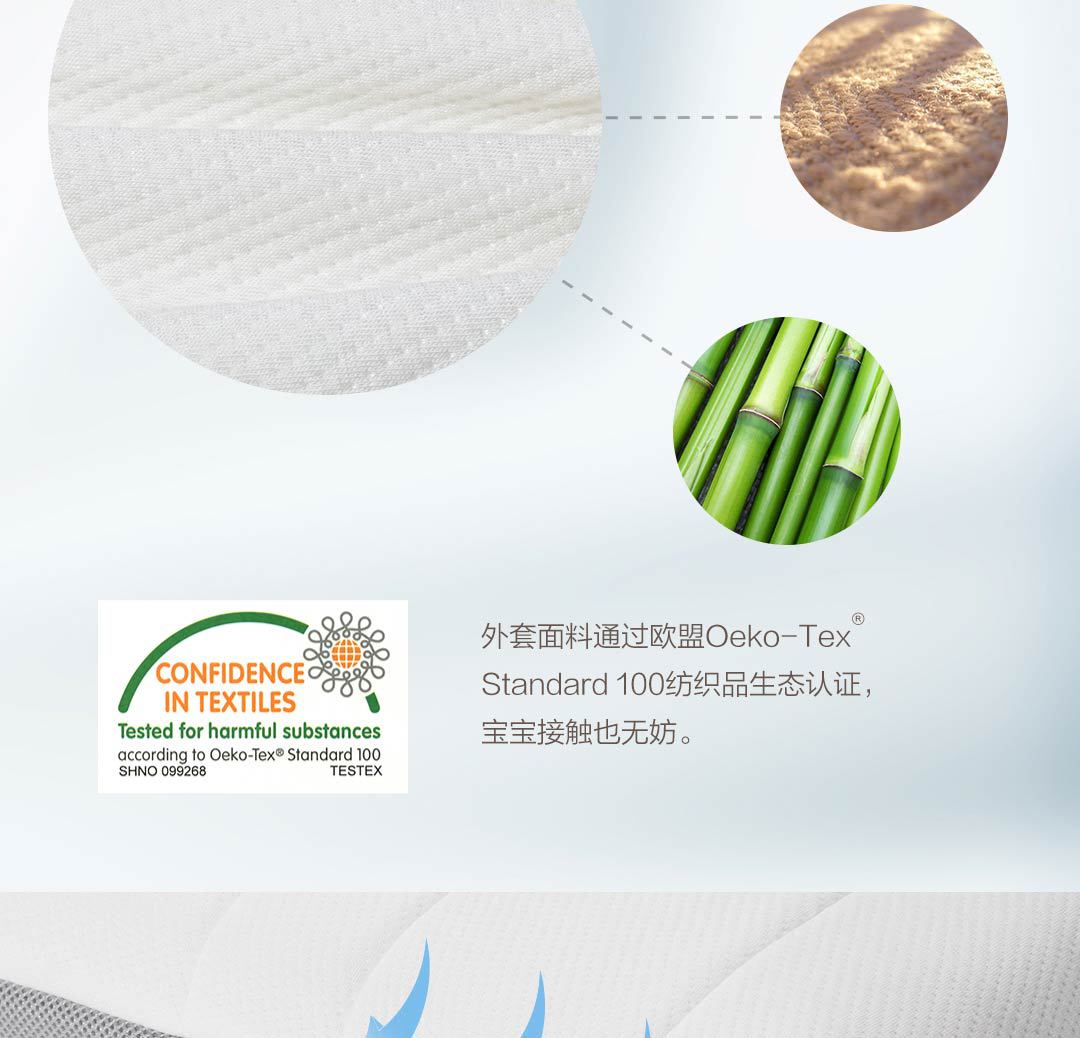 CONFIDENCE
IN TEXTILES
Tested for harmful substances
according to Oeko-Tex® Standard 100
SHNO 099268 TESTEX
外套面料通过欧盟Oeko-Tex®
Standard 100纺织品生态认证，
宝宝接触也无妨。